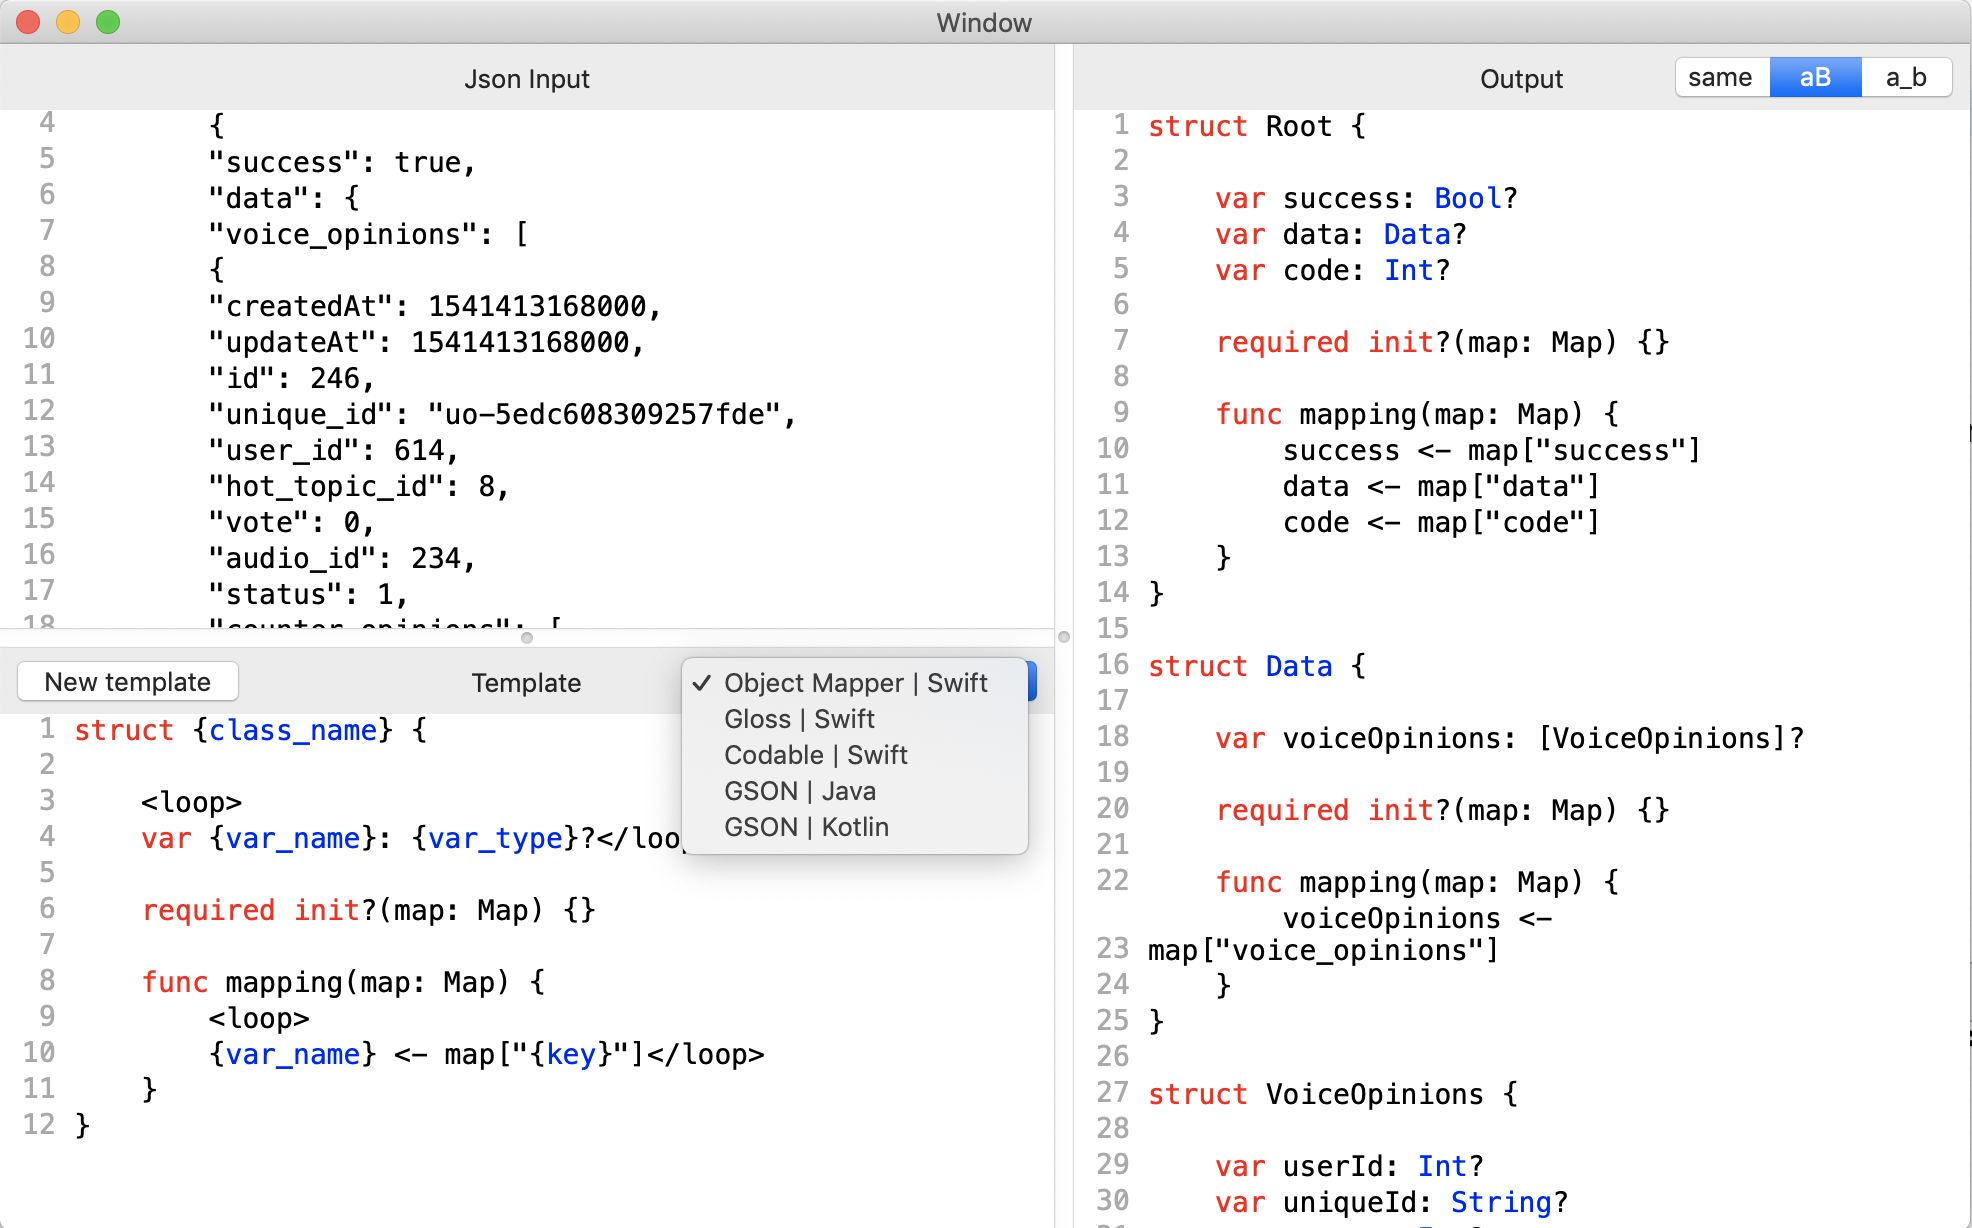 Window
Json Input
4 {
5 "success": true,
6 "data": {
7 "voice_opinions": [
8 {
9 "createdAt": 1541413168000,
10 "updateAt": 1541413168000,
11 "id": 246,
12 "unique_id": "uo-5edc608309257fde",
13 "user_id": 614,
14 "hot_topic_id": 8,
15 "vote": 0,
16 "audio_id": 234,
17 "status": 1,
18 "counter_opinions": [
New template
Template
✓ Object Mapper | Swift
Gloss | Swift
Codable | Swift
GSON | Java
GSON | Kotlin
1 struct {class_name} {
2
3 <loop>
4 var {var_name}: {var_type}?</loop
5
6 required init?(map: Map) {}
7
8 func mapping(map: Map) {
9 <loop>
10 {var_name} <- map["{key}"]</loop>
11 }
12 }
Output
same aB a_b
1 struct Root {
2
3 var success: Bool?
4 var data: Data?
5 var code: Int?
6
7 required init?(map: Map) {}
8
9 func mapping(map: Map) {
10 success <- map["success"]
11 data <- map["data"]
12 code <- map["code"]
13 }
14 }
15
16 struct Data {
17
18 var voiceOpinions: [VoiceOpinions]?
19
20 required init?(map: Map) {}
21
22 func mapping(map: Map) {
voiceOpinions <-
23 map["voice_opinions"]
24 }
25 }
26
27 struct VoiceOpinions {
28
29 var userId: Int?
30 var uniqueId: String?